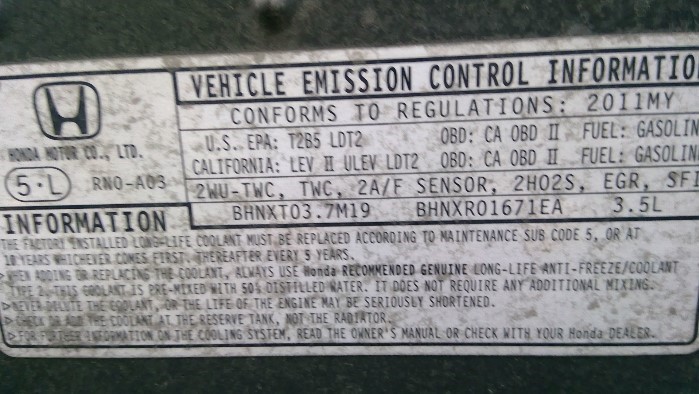 VEHICLE EMISSION CONTROL INFORMATIO
CONFORMS TO REGULATIONS: 2011MY
U.S. EPA: T2B5 LDT2 OBD: CA OBD II FUEL: GASOLIN
CALIFORNIA: LEV II ULEV LDT2 OBD: CA OBD II FUEL: GASOLIN
2WU-TWC, TWC, 2A/F SENSOR, 2HO2S, EGR, SFI
BHNXT03.7M19 BHNXR01671EA 3.5L
HONDA MOTOR CO., LTD.
5·L RN0-A03
INFORMATION
THE FACTORY INSTALLED LONG-LIFE COOLANT MUST BE REPLACED ACCORDING TO MAINTENANCE SUB CODE 5, OR AT
10 YEARS WHICHEVER COMES FIRST. THEREAFTER EVERY 5 YEARS.
▷WHEN ADDING OR REPLACING THE COOLANT, ALWAYS USE Honda RECOMMENDED GENUINE LONG-LIFE ANTI-FREEZE/COOLANT
TYPE 2. THIS COOLANT IS PRE-MIXED WITH 50% DISTILLED WATER. IT DOES NOT REQUIRE ANY ADDITIONAL MIXING.
▷NEVER DILUTE THE COOLANT, OR THE LIFE OF THE ENGINE MAY BE SERIOUSLY SHORTENED.
▷CHECK OR ADD THE COOLANT AT THE RESERVE TANK, NOT THE RADIATOR.
▷FOR FURTHER INFORMATION ON THE COOLING SYSTEM, READ THE OWNER'S MANUAL OR CHECK WITH YOUR Honda DEALER.